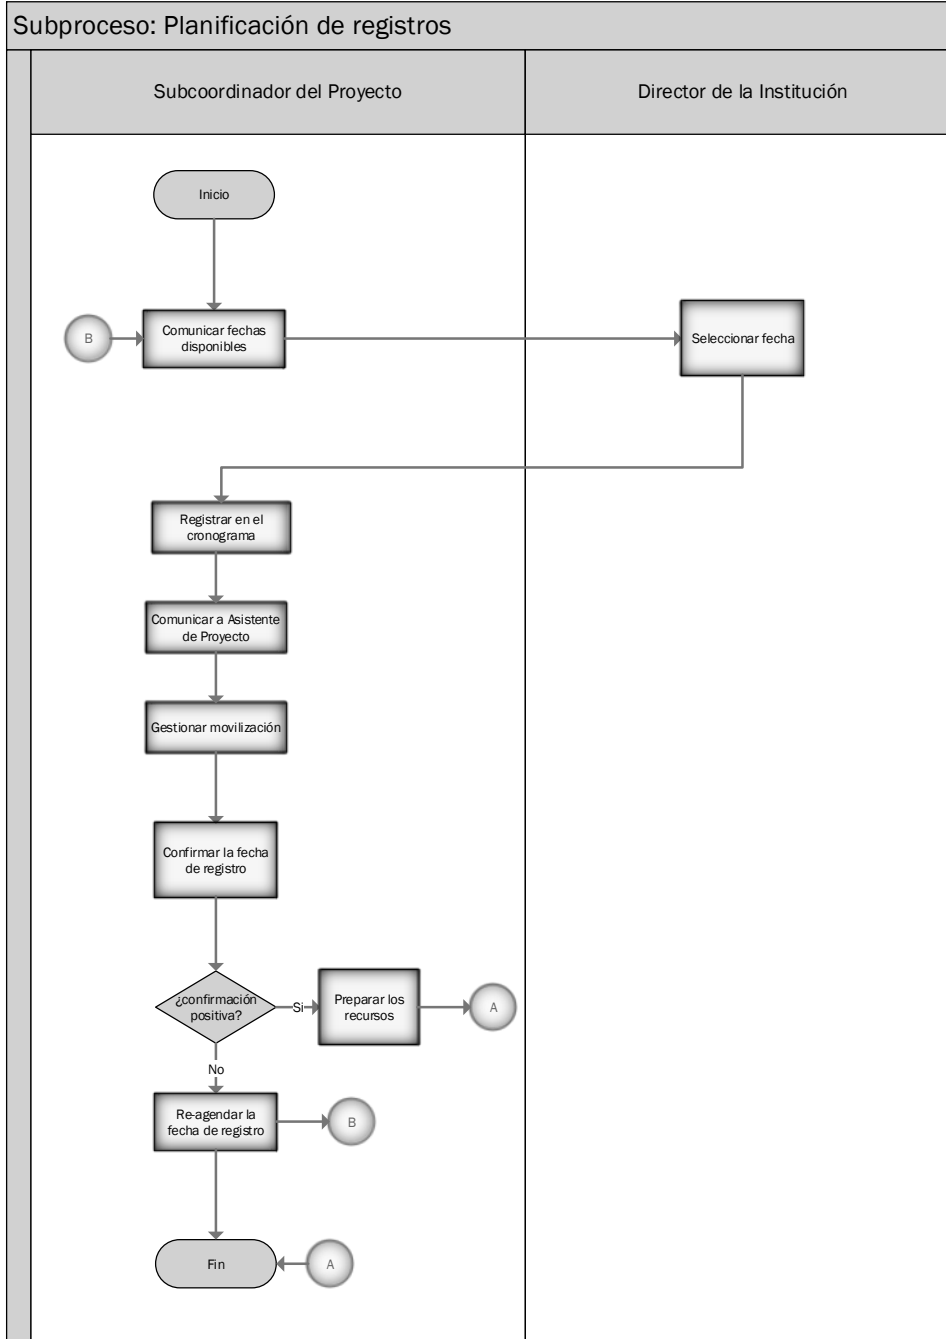 Subproceso: Planificación de registros
Subcoordinador del Proyecto
Director de la Institución
Inicio
B
Comunicar fechas
disponibles
Seleccionar fecha
Registrar en el
cronograma
Comunicar a Asistente
de Proyecto
Gestionar movilización
Confirmar la fecha
de registro
¿confirmación
positiva?
Si
Preparar los
recursos
A
No
Re-agendar la
fecha de registro
B
Fin
A